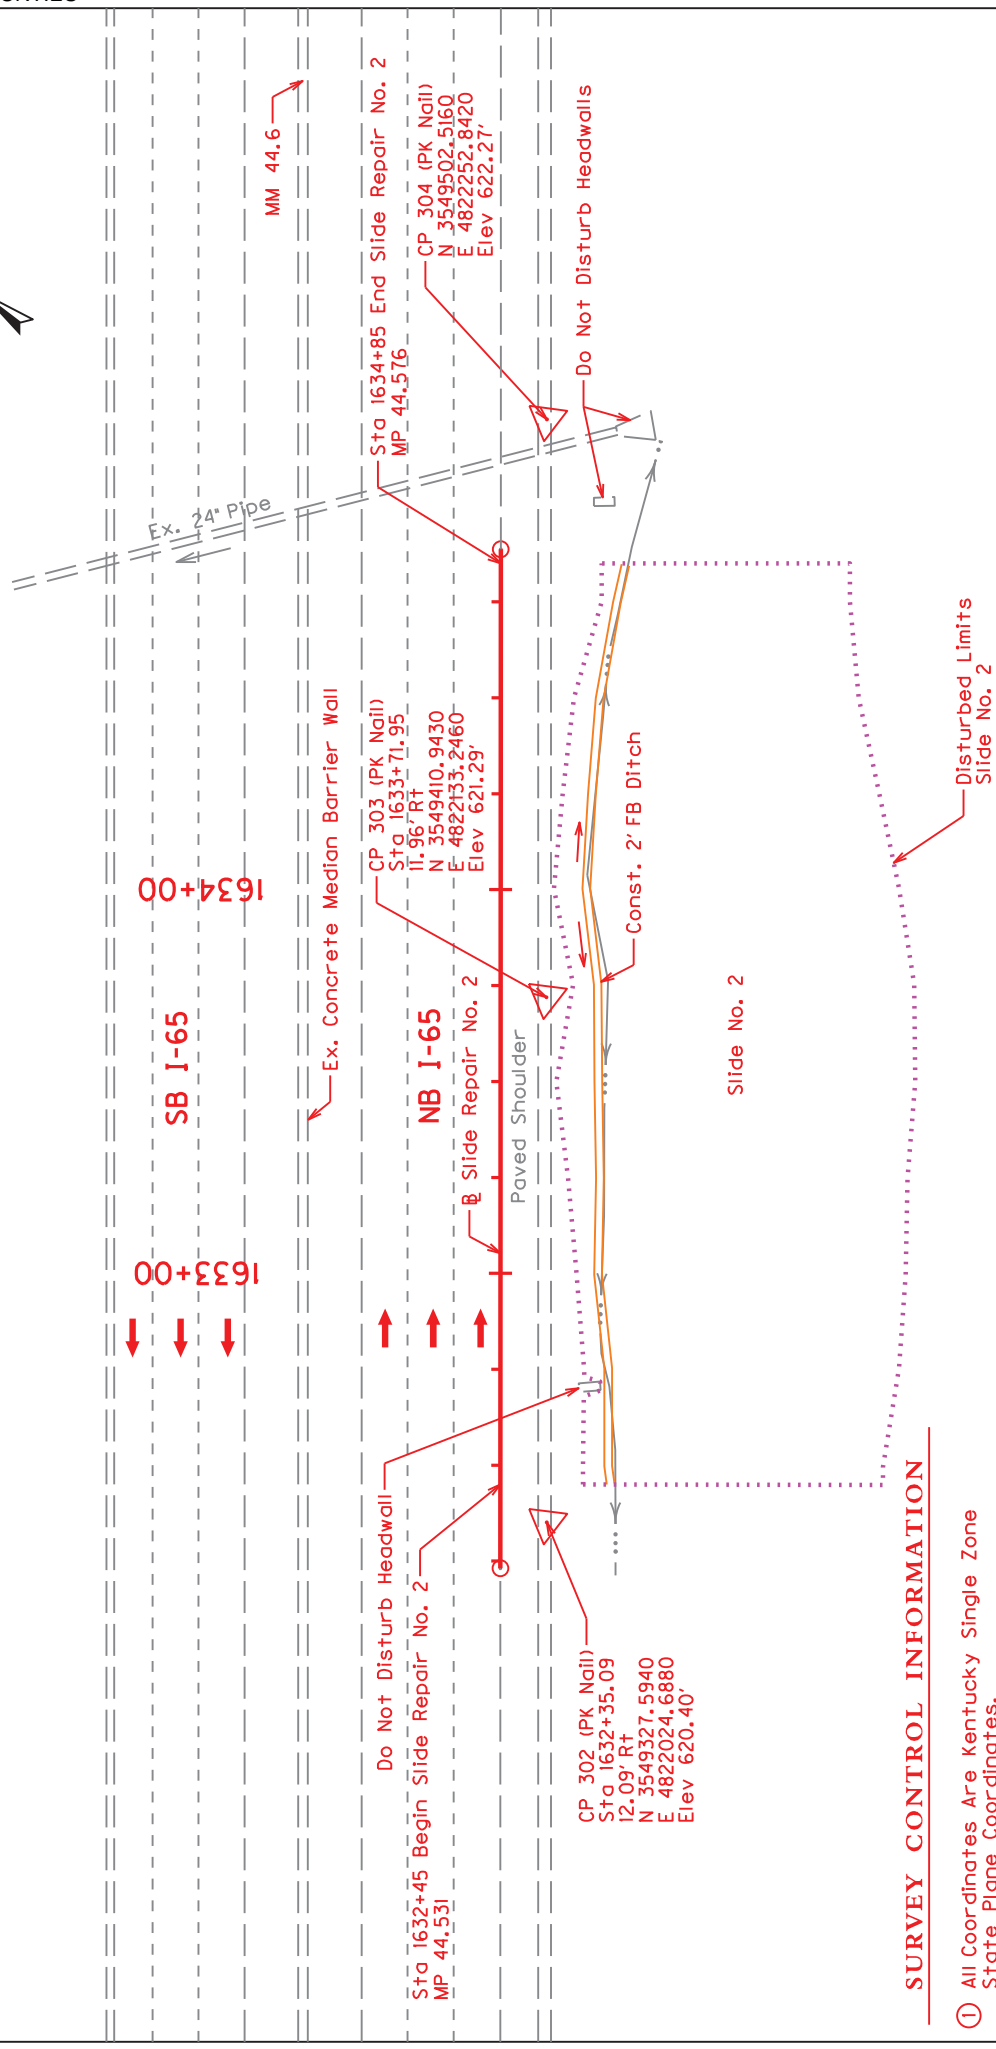 MM 44.6
Sta 1634+85 End Slide Repair No. 2
MP 44.576
CP 304 (PK Nail)
N 3549502.5160
E 4822252.8420
Elev 622.27'
Do Not Disturb Headwalls
Ex. 24" Pipe
1634+00
SB I-65
1633+00
Ex. Concrete Median Barrier Wall
CP 303 (PK Nail)
Sta 1633+71.95
11.96' Rt
N 3549410.9430
E 4822133.2460
Elev 621.29'
NB I-65
Slide Repair No. 2
Paved Shoulder
Const. 2' FB Ditch
Slide No. 2
Disturbed Limits
Slide No. 2
Do Not Disturb Headwall
Sta 1632+45 Begin Slide Repair No. 2
MP 44.531
CP 302 (PK Nail)
Sta 1632+35.09
12.09' Rt
N 3549327.5940
E 4822024.6880
Elev 620.40'
SURVEY CONTROL INFORMATION
1 All Coordinates Are Kentucky Single Zone
State Plane Coordinates.